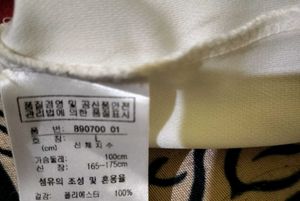 품질경영 및 공산품안전
관리법에 의한 품질표시
품 번: B90700 01
호 칭: L
(cm) 신체치수
가슴둘레: 100cm
신 장: 165-175cm
섬유의 조성 및 혼용율
겉감: 폴리에스터 100%